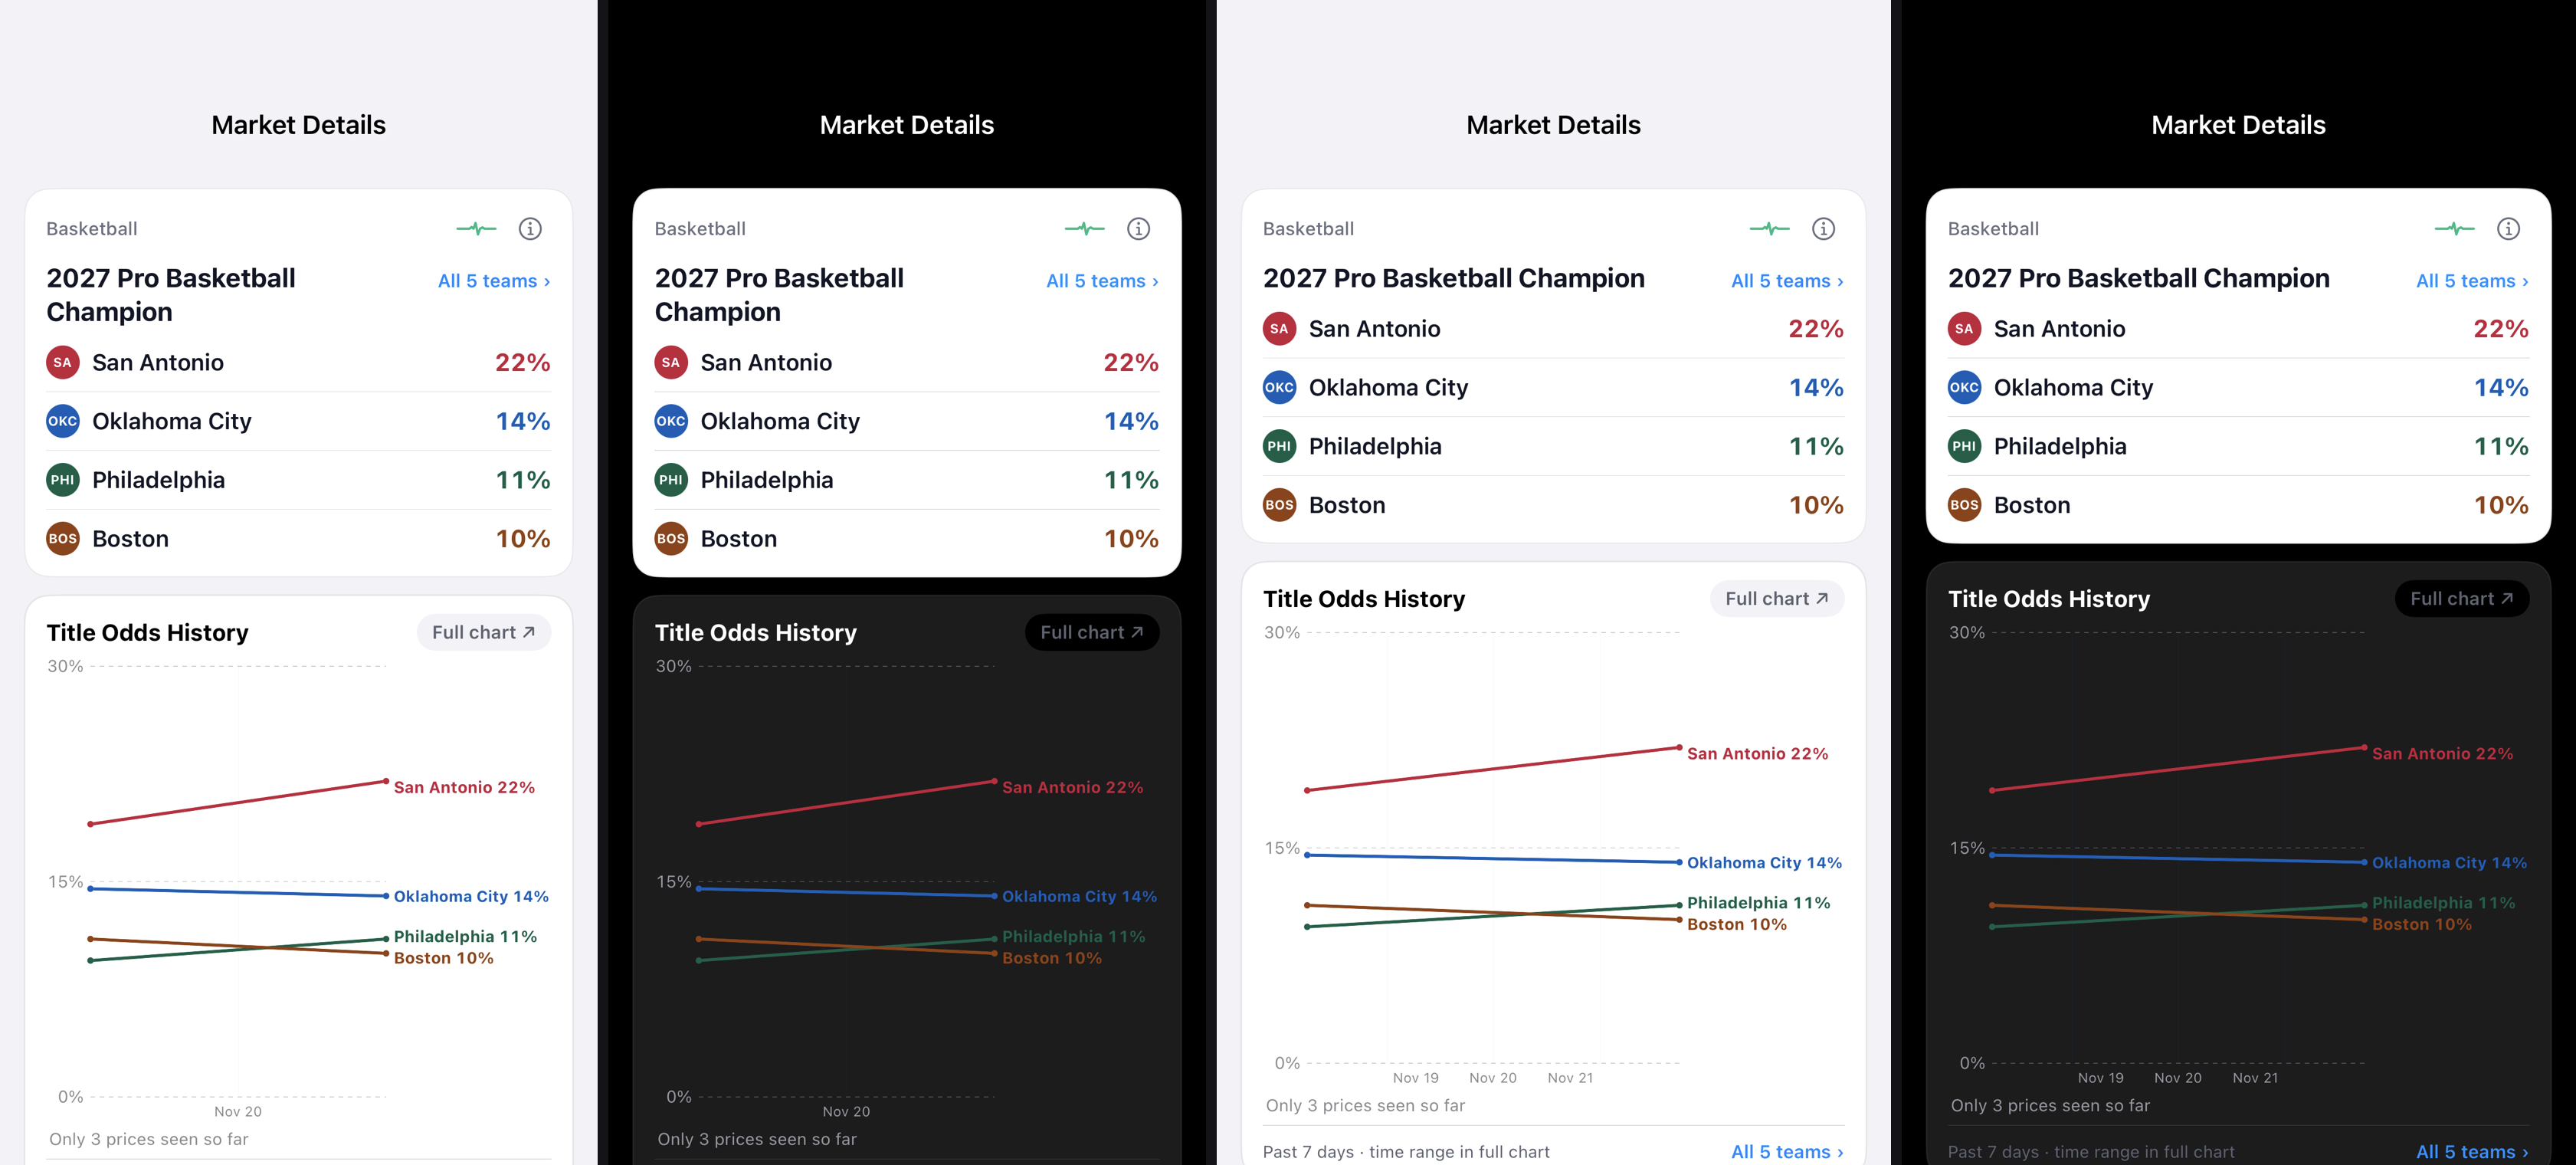 Market Details
Basketball
2027 Pro Basketball
Champion
All 5 teams ›
SA San Antonio 22%
OKC Oklahoma City 14%
PHI Philadelphia 11%
BOS Boston 10%
Title Odds History
Full chart ↗
30%
San Antonio 22%
15%
Oklahoma City 14%
Philadelphia 11%
Boston 10%
0%
Nov 20
Only 3 prices seen so far
Market Details
Basketball
2027 Pro Basketball
Champion
All 5 teams ›
SA San Antonio 22%
OKC Oklahoma City 14%
PHI Philadelphia 11%
BOS Boston 10%
Title Odds History
Full chart ↗
30%
San Antonio 22%
15%
Oklahoma City 14%
Philadelphia 11%
Boston 10%
0%
Nov 20
Only 3 prices seen so far
Market Details
Basketball
2027 Pro Basketball Champion
All 5 teams ›
SA San Antonio 22%
OKC Oklahoma City 14%
PHI Philadelphia 11%
BOS Boston 10%
Title Odds History
Full chart ↗
30%
San Antonio 22%
15%
Oklahoma City 14%
Philadelphia 11%
Boston 10%
0%
Nov 19 Nov 20 Nov 21
Only 3 prices seen so far
Past 7 days · time range in full chart
All 5 teams ›
Market Details
Basketball
2027 Pro Basketball Champion
All 5 teams ›
SA San Antonio 22%
OKC Oklahoma City 14%
PHI Philadelphia 11%
BOS Boston 10%
Title Odds History
Full chart ↗
30%
San Antonio 22%
15%
Oklahoma City 14%
Philadelphia 11%
Boston 10%
0%
Nov 19 Nov 20 Nov 21
Only 3 prices seen so far
Past 7 days · time range in full chart
All 5 teams ›